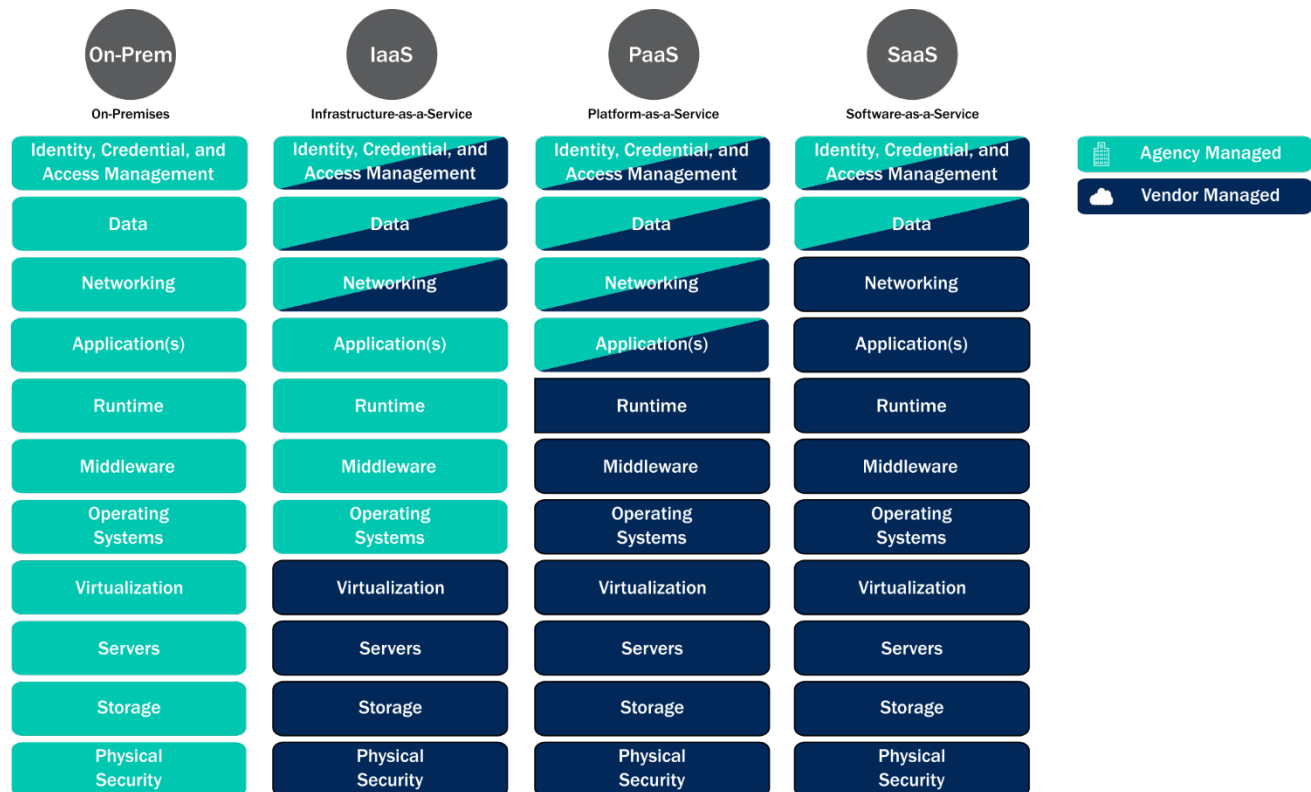 On-Prem
IaaS
PaaS
SaaS
On-Premises
Infrastructure-as-a-Service
Platform-as-a-Service
Software-as-a-Service
Identity, Credential, and
Access Management
Identity, Credential, and
Access Management
Identity, Credential, and
Access Management
Identity, Credential, and
Access Management
Agency Managed
Vendor Managed
Data
Data
Data
Data
Networking
Networking
Networking
Networking
Application(s)
Application(s)
Application(s)
Application(s)
Runtime
Runtime
Runtime
Runtime
Middleware
Middleware
Middleware
Middleware
Operating
Systems
Operating
Systems
Operating
Systems
Operating
Systems
Virtualization
Virtualization
Virtualization
Virtualization
Servers
Servers
Servers
Servers
Storage
Storage
Storage
Storage
Physical
Security
Physical
Security
Physical
Security
Physical
Security